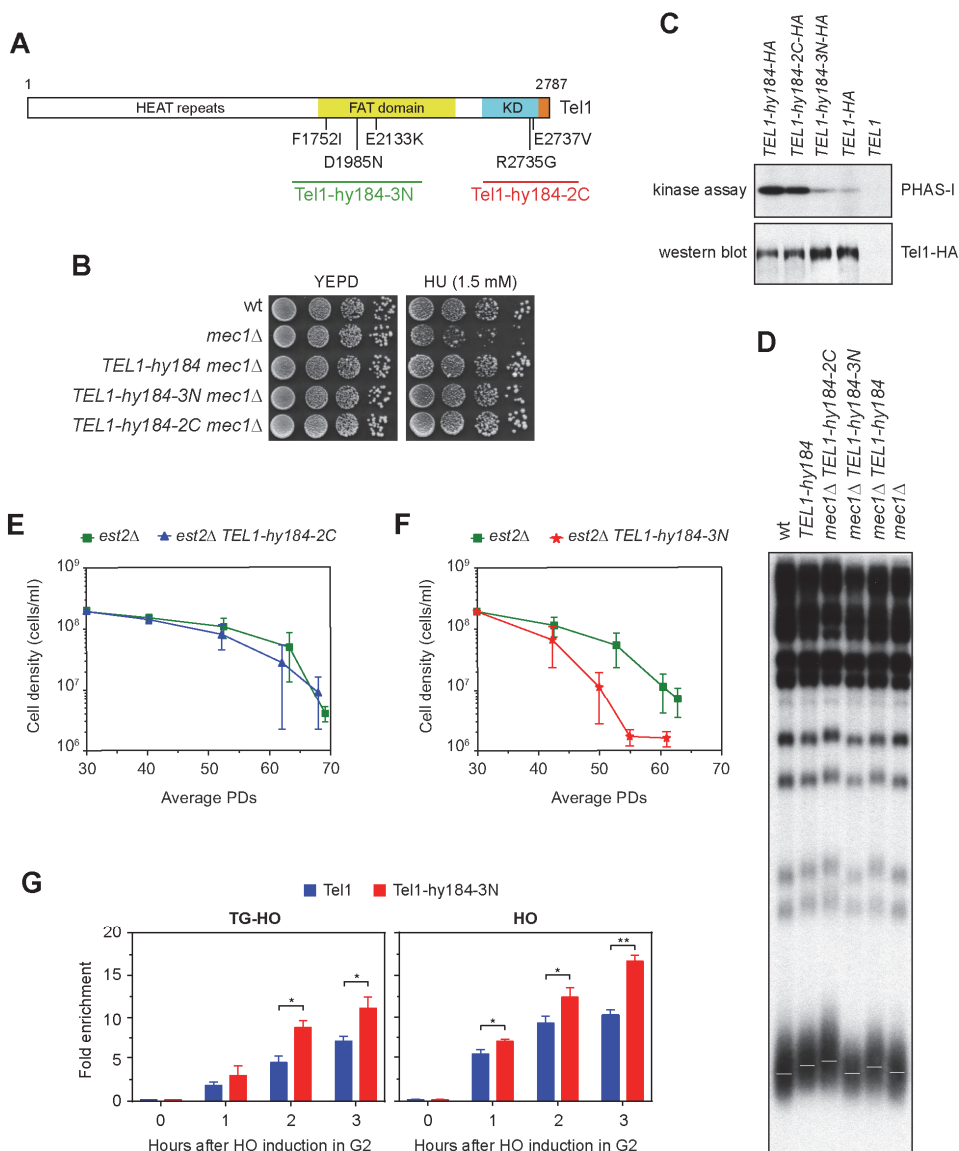 A
1
2787
HEAT repeats
FAT domain
KD
Tel1
F1752I
E2133K
E2737V
D1985N
R2735G
Tel1-hy184-3N
Tel1-hy184-2C
B
YEPD
HU (1.5 mM)
wt
mec1Δ
TEL1-hy184 mec1Δ
TEL1-hy184-3N mec1Δ
TEL1-hy184-2C mec1Δ
C
TEL1-hy184-HA
TEL1-hy184-2C-HA
TEL1-hy184-3N-HA
TEL1-HA
TEL1
kinase assay
PHAS-I
western blot
Tel1-HA
D
wt
TEL1-hy184
mec1Δ TEL1-hy184-2C
mec1Δ TEL1-hy184-3N
mec1Δ TEL1-hy184
mec1Δ
E
est2Δ
est2Δ TEL1-hy184-2C
Cell density (cells/ml)
10⁹
10⁸
10⁷
10⁶
30 40 50 60 70
Average PDs
F
est2Δ
est2Δ TEL1-hy184-3N
Cell density (cells/ml)
10⁹
10⁸
10⁷
10⁶
30 40 50 60 70
Average PDs
G
Tel1
Tel1-hy184-3N
TG-HO
HO
Fold enrichment
20
15
10
5
0
*
*
*
*
**
0 1 2 3
0 1 2 3
Hours after HO induction in G2
Hours after HO induction in G2